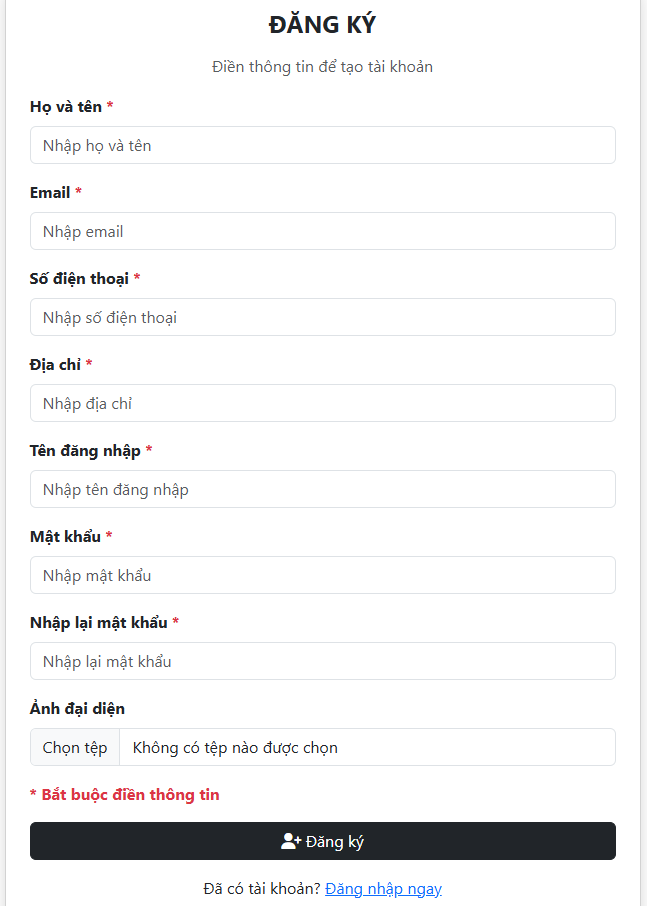 ĐĂNG KÝ
Điền thông tin để tạo tài khoản
Họ và tên *
Nhập họ và tên
Email *
Nhập email
Số điện thoại *
Nhập số điện thoại
Địa chỉ *
Nhập địa chỉ
Tên đăng nhập *
Nhập tên đăng nhập
Mật khẩu *
Nhập mật khẩu
Nhập lại mật khẩu *
Nhập lại mật khẩu
Ảnh đại diện
Chọn tệp Không có tệp nào được chọn
* Bắt buộc điền thông tin
Đăng ký
Đã có tài khoản? Đăng nhập ngay